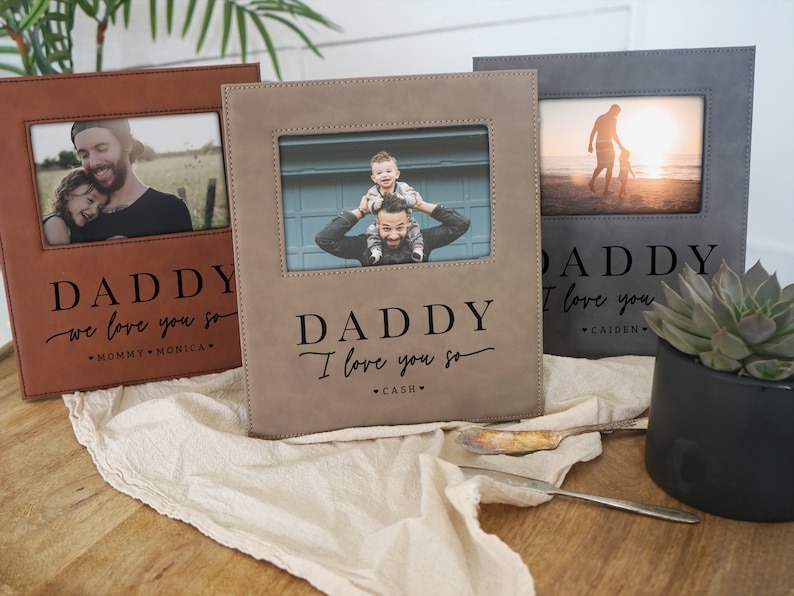 DADDY
we love you so
♥MOMMY♥MONICA♥
DADDY
I love you so
♥CASH♥
DADDY
I love you
♥CAIDEN♥